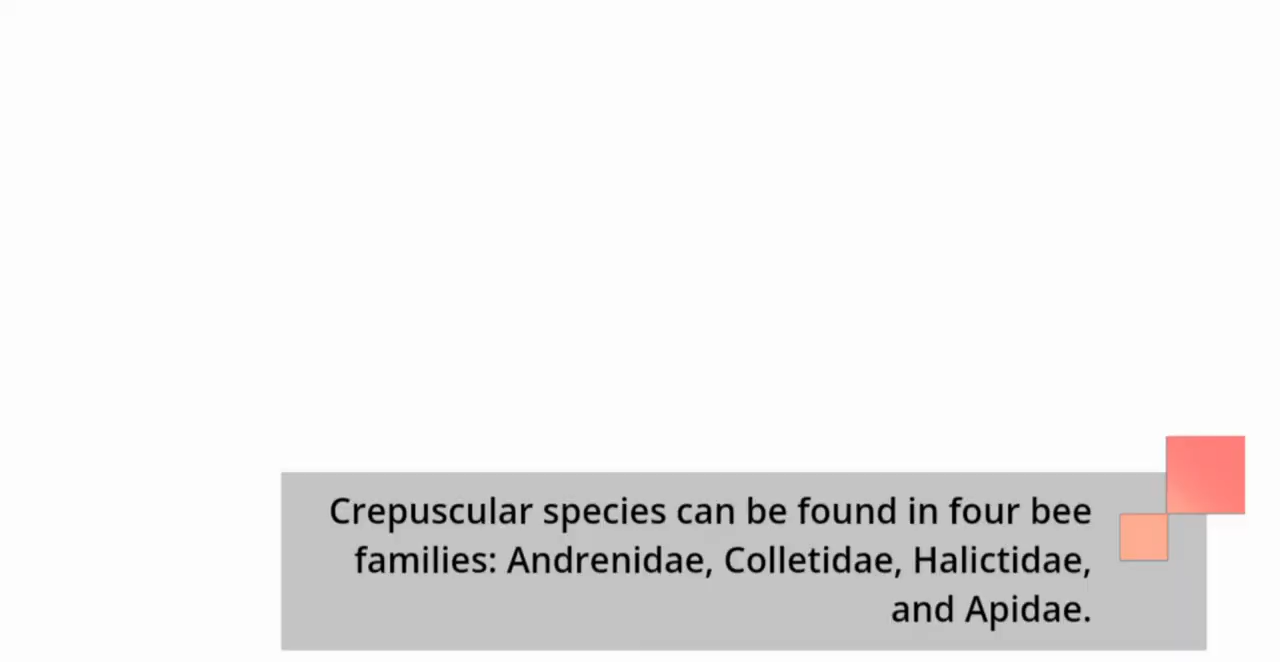 Crepuscular species can be found in four bee
families: Andrenidae, Colletidae, Halictidae,
and Apidae.